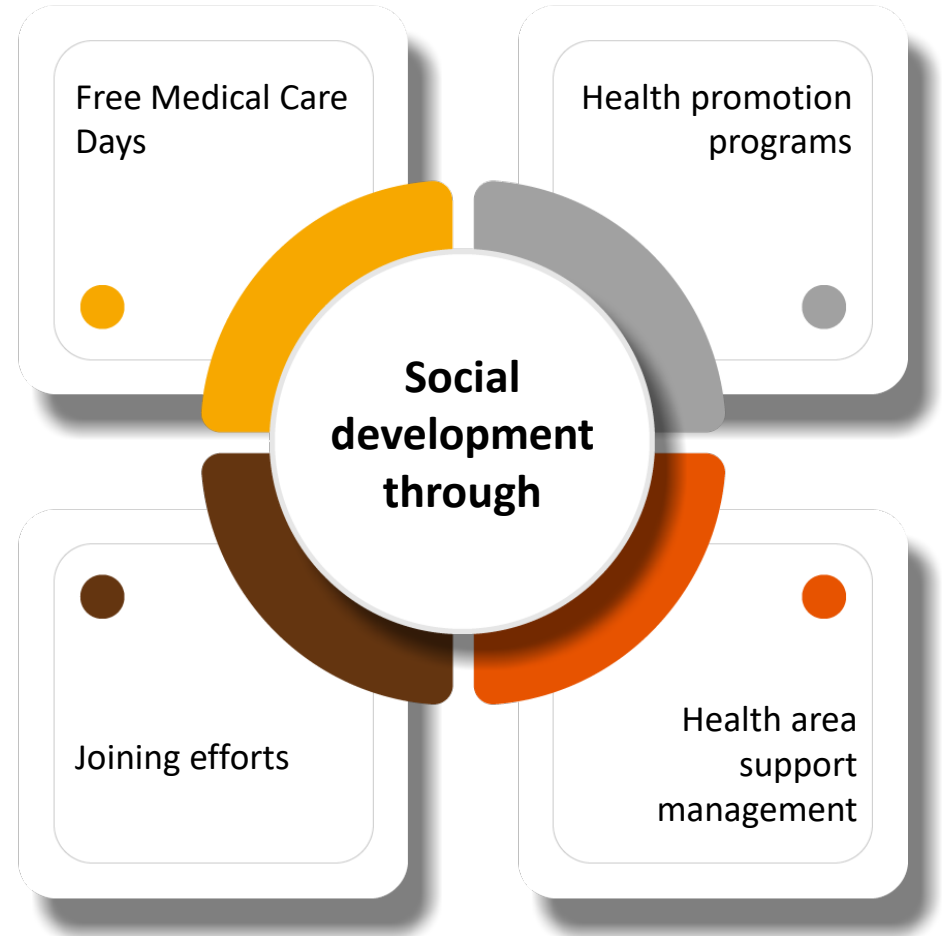 Free Medical Care
Days
Health promotion
programs
Social
development
through
Joining efforts
Health area
support
management